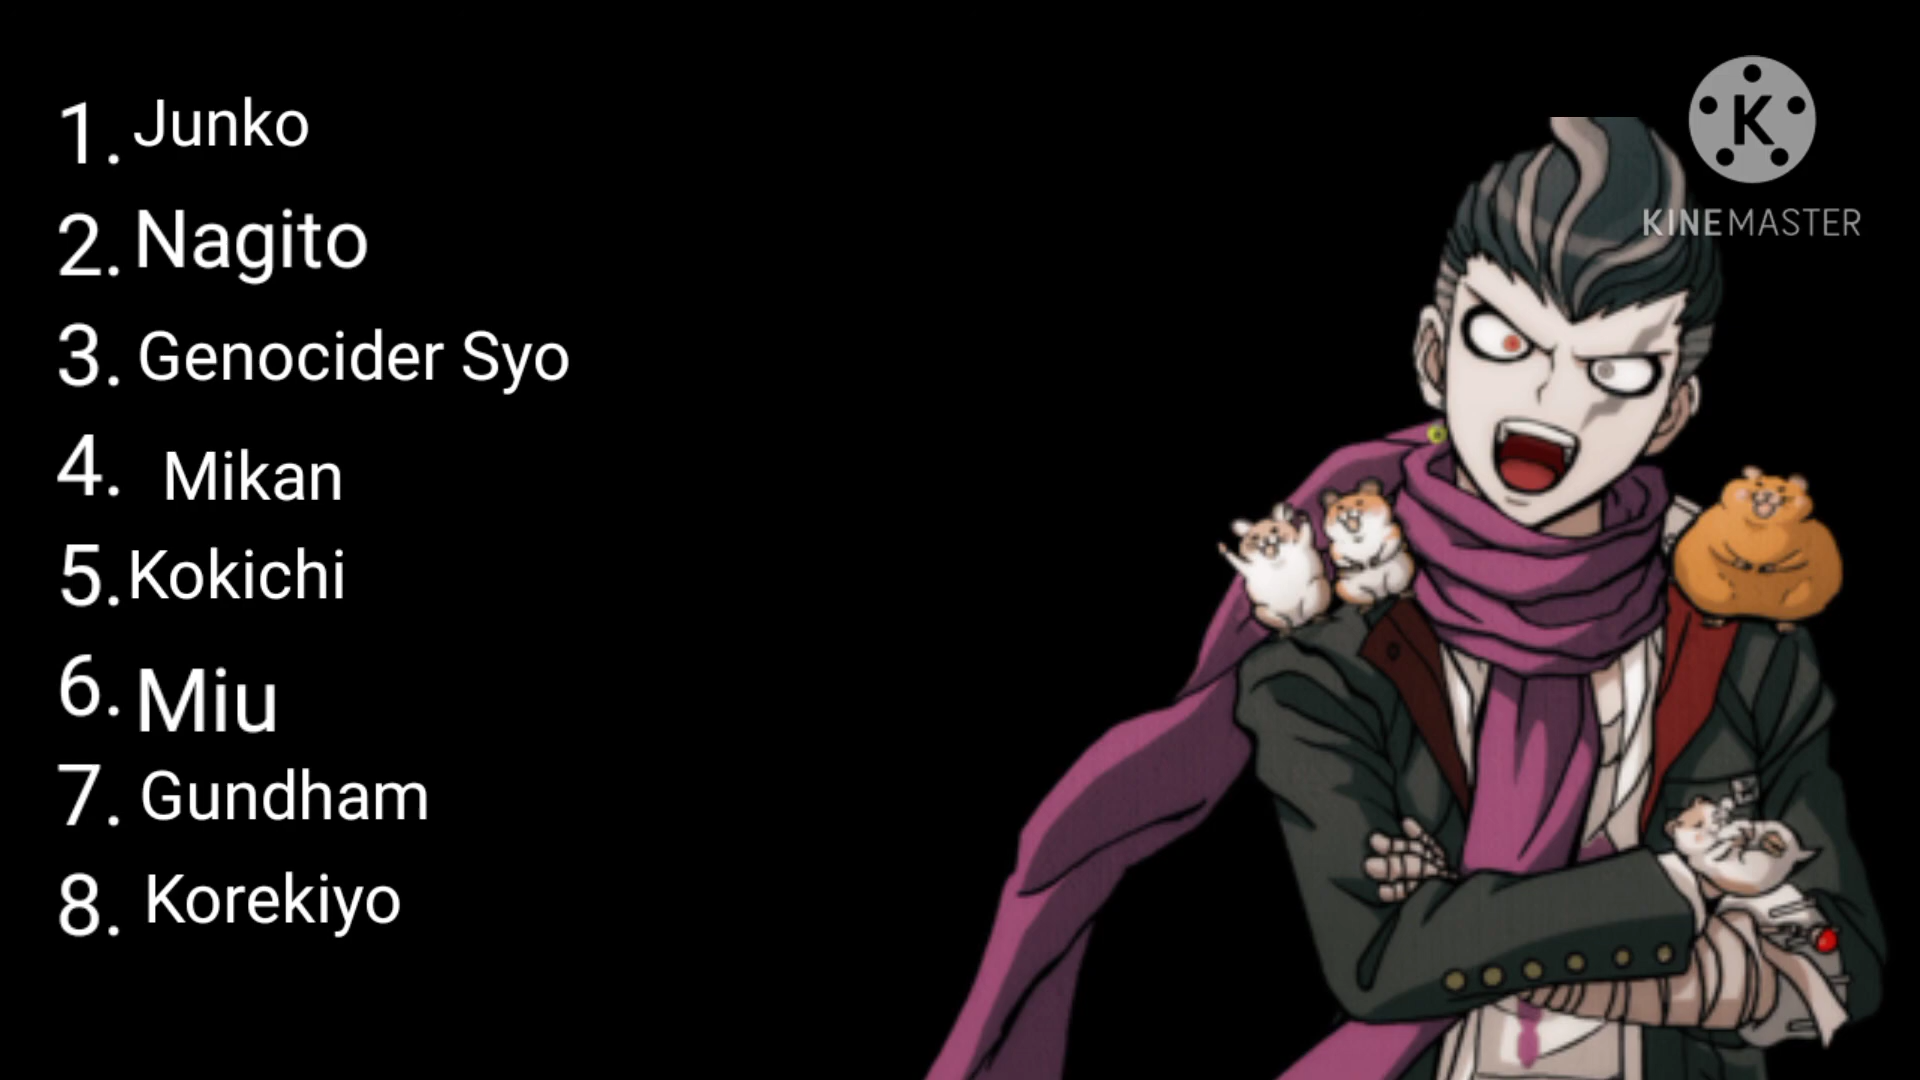 1. Junko
2. Nagito
3. Genocider Syo
4. Mikan
5. Kokichi
6. Miu
7. Gundham
8. Korekiyo
K
KINEMASTER